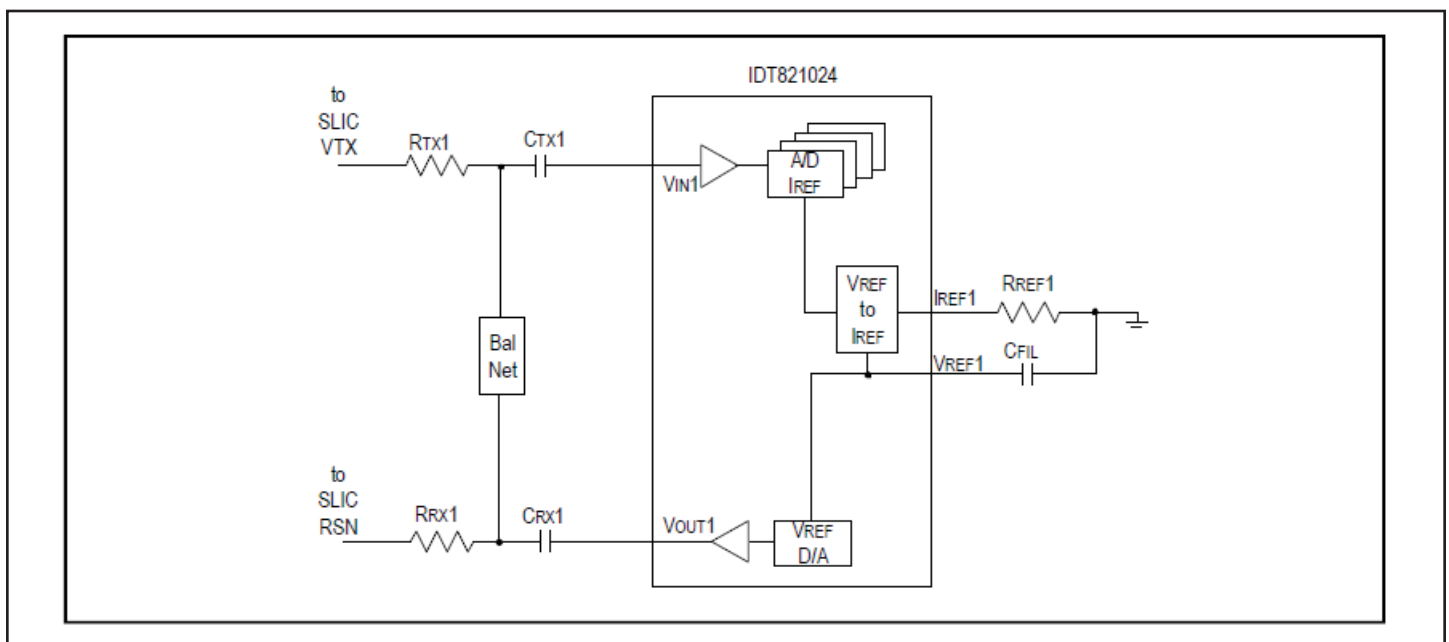 IDT821024
to
SLIC
VTX
RTX1
CTX1
VIN1
A/D
IREF
VREF
to
IREF
IREF1
RREF1
VREF1
CFIL
Bal
Net
to
SLIC
RSN
RRX1
CRX1
VOUT1
VREF
D/A